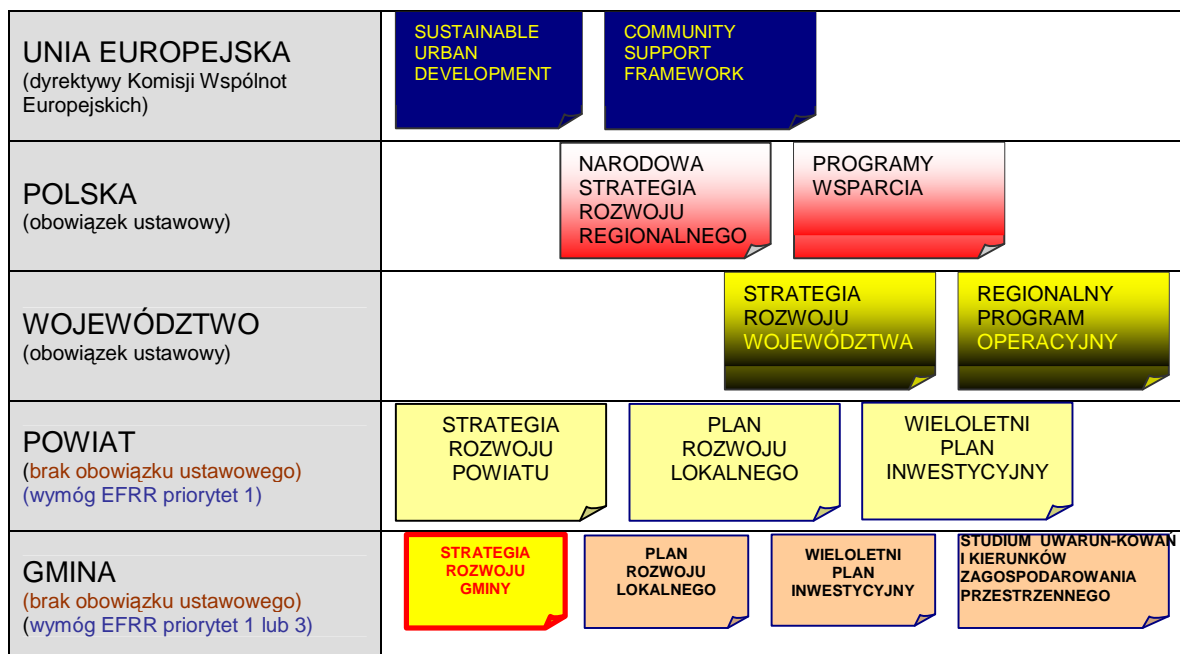 UNIA EUROPEJSKA
(dyrektywy Komisji Wspólnot
Europejskich)
SUSTAINABLE
URBAN
DEVELOPMENT
COMMUNITY
SUPPORT
FRAMEWORK
POLSKA
(obowiązek ustawowy)
NARODOWA
STRATEGIA
ROZWOJU
REGIONALNEGO
PROGRAMY
WSPARCIA
WOJEWÓDZTWO
(obowiązek ustawowy)
STRATEGIA
ROZWOJU
WOJEWÓDZTWA
REGIONALNY
PROGRAM
OPERACYJNY
POWIAT
(brak obowiązku ustawowego)
(wymóg EFRR priorytet 1)
STRATEGIA
ROZWOJU
POWIATU
PLAN
ROZWOJU
LOKALNEGO
WIELOLETNI
PLAN
INWESTYCYJNY
GMINA
(brak obowiązku ustawowego)
(wymóg EFRR priorytet 1 lub 3)
STRATEGIA
ROZWOJU
GMINY
PLAN
ROZWOJU
LOKALNEGO
WIELOLETNI
PLAN
INWESTYCYJNY
STUDIUM UWARUN-KOWAŃ
I KIERUNKÓW
ZAGOSPODAROWANIA
PRZESTRZENNEGO